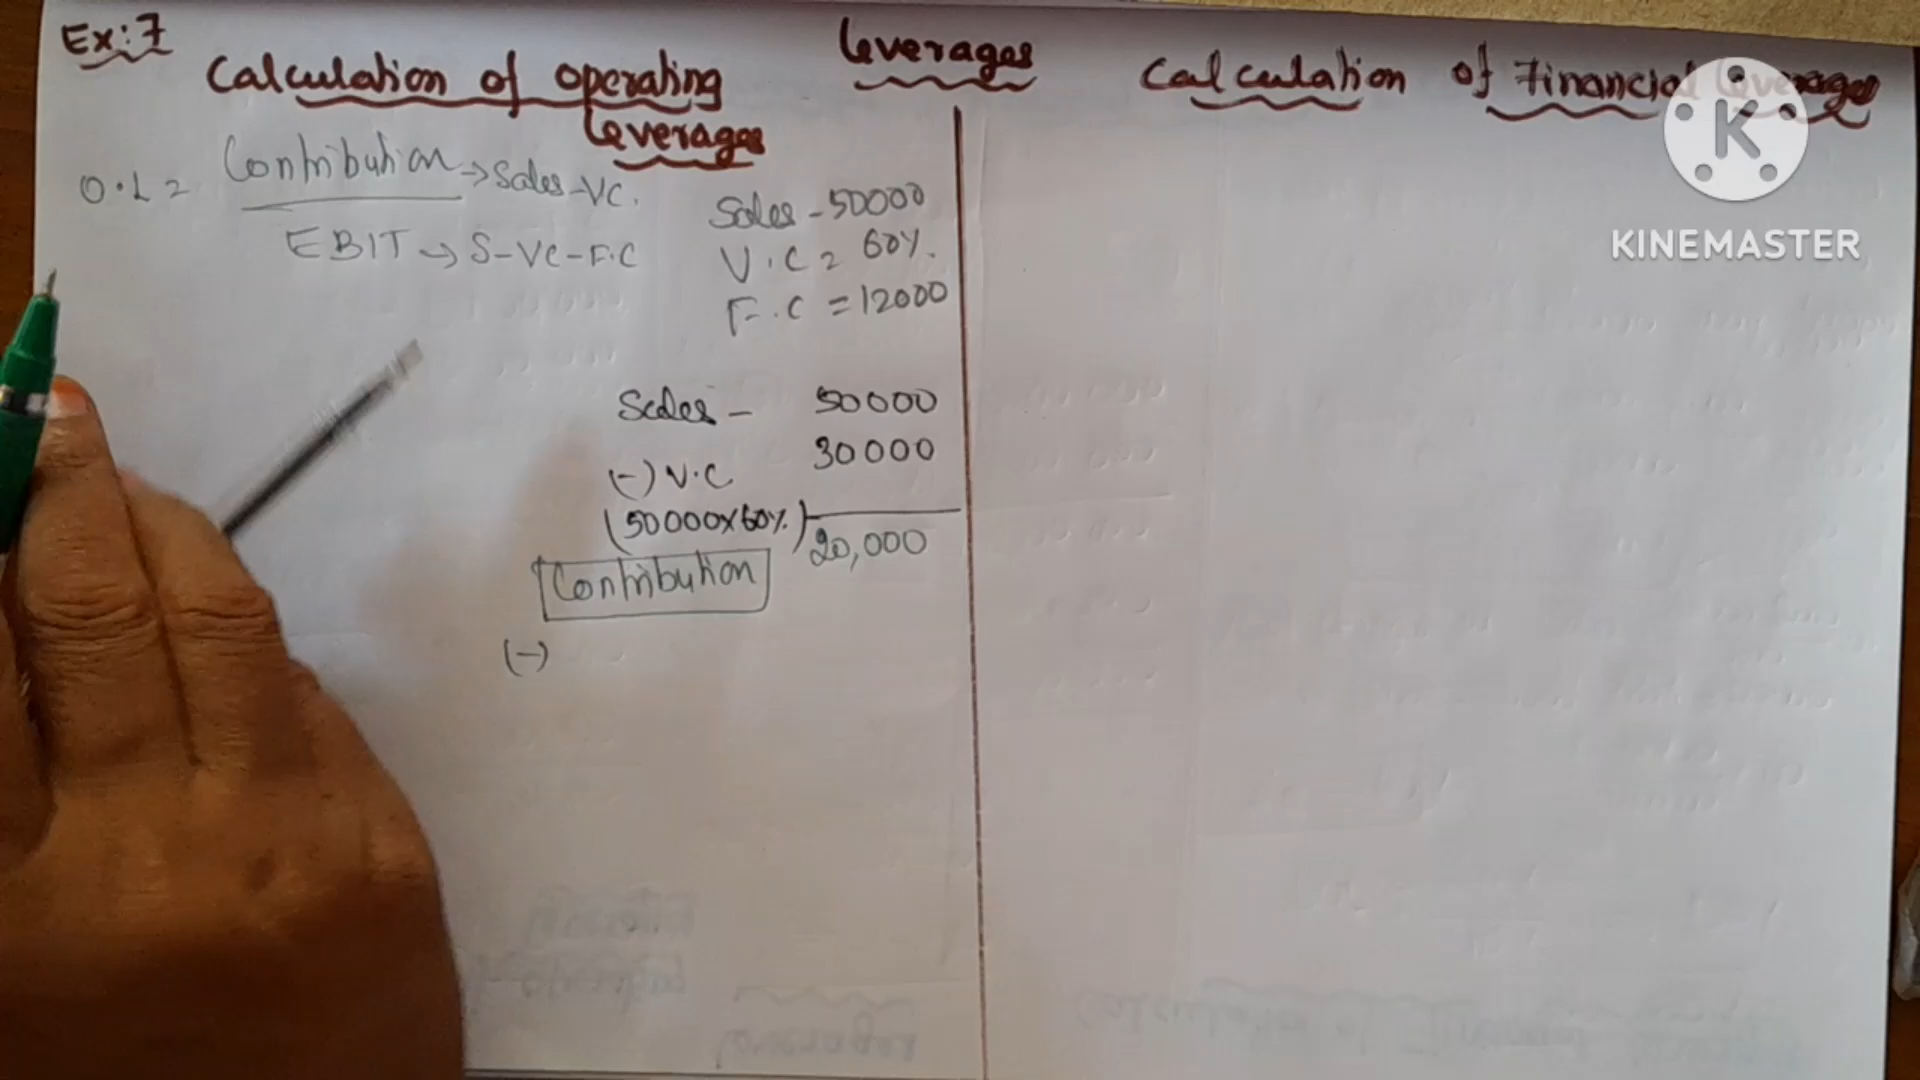 Ex:7
Leverages
Calculation of operating
Leverages
O.L = Contribution → Sales-VC.
EBIT → S-VC-F.C
Sales - 50000
V.C = 60%.
F.C = 12000
Sales - 50000
(-) V.C 30000
(50000x60%)
Contribution 20,000
(-)
Calculation of Financial Leverages
K
KINEMASTER